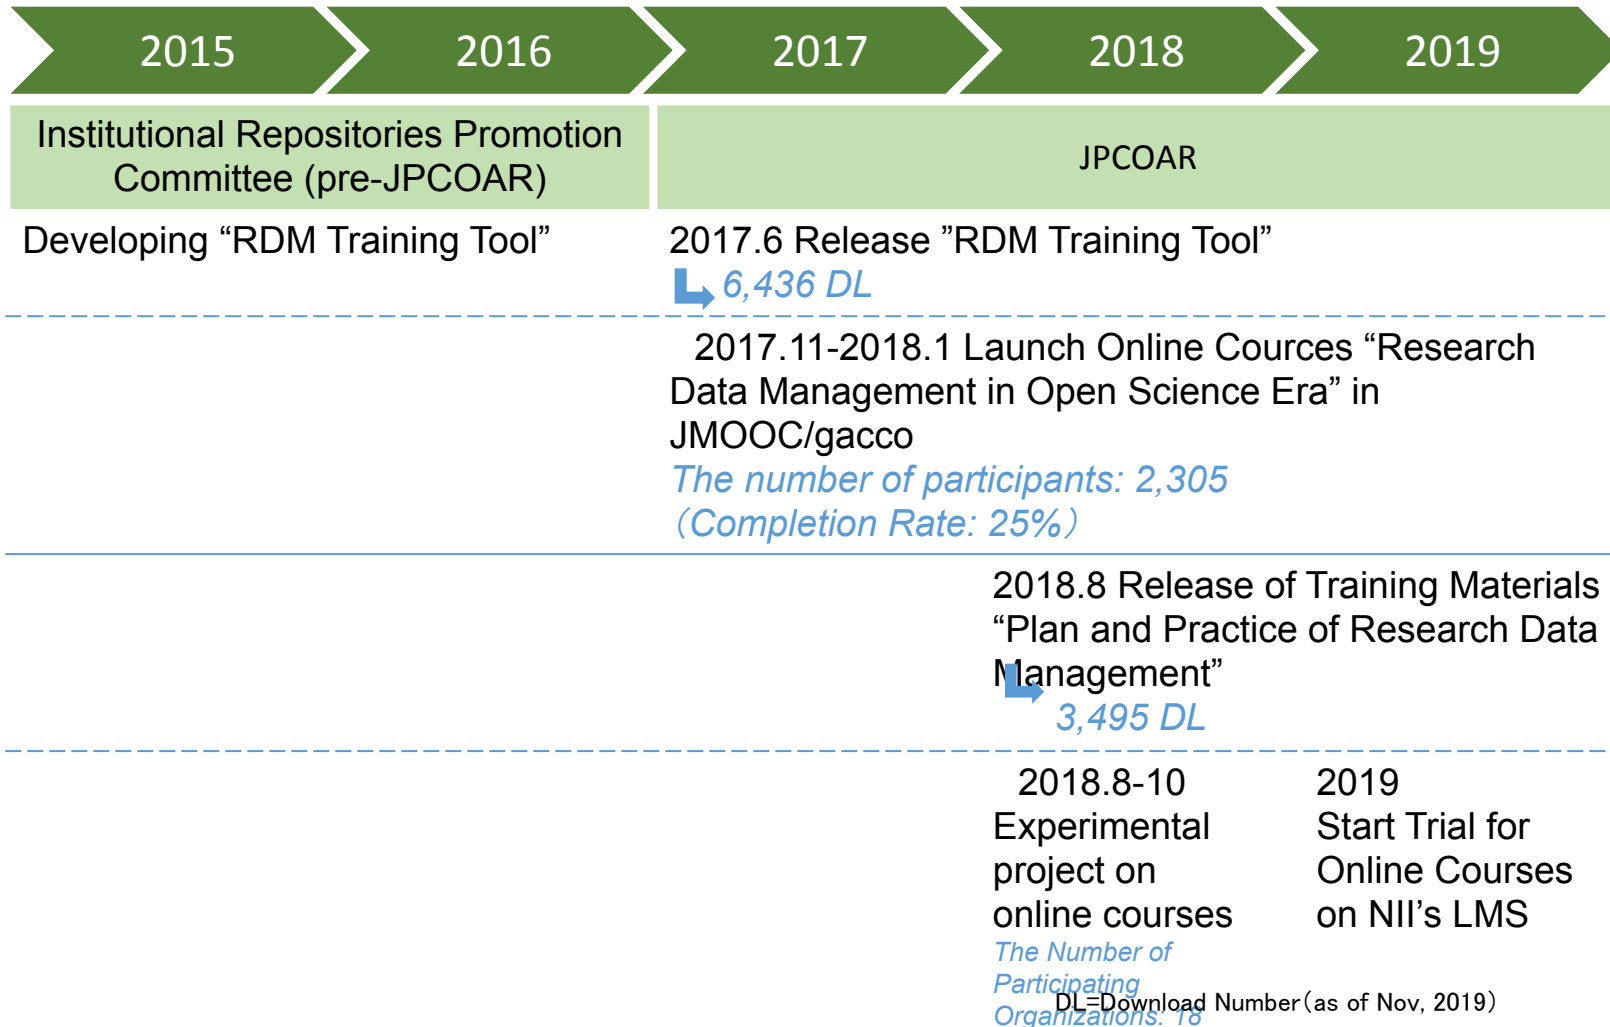 2015 2016 2017 2018 2019
Institutional Repositories Promotion
Committee (pre-JPCOAR)
JPCOAR
Developing “RDM Training Tool”
2017.6 Release ”RDM Training Tool”
6,436 DL
2017.11-2018.1 Launch Online Cources “Research
Data Management in Open Science Era” in
JMOOC/gacco
The number of participants: 2,305
（Completion Rate: 25%）
2018.8 Release of Training Materials
“Plan and Practice of Research Data
Management”
3,495 DL
2018.8-10
Experimental
project on
online courses
The Number of
Participating
Organizations: 18
2019
Start Trial for
Online Courses
on NII’s LMS
DL=Download Number（as of Nov, 2019）